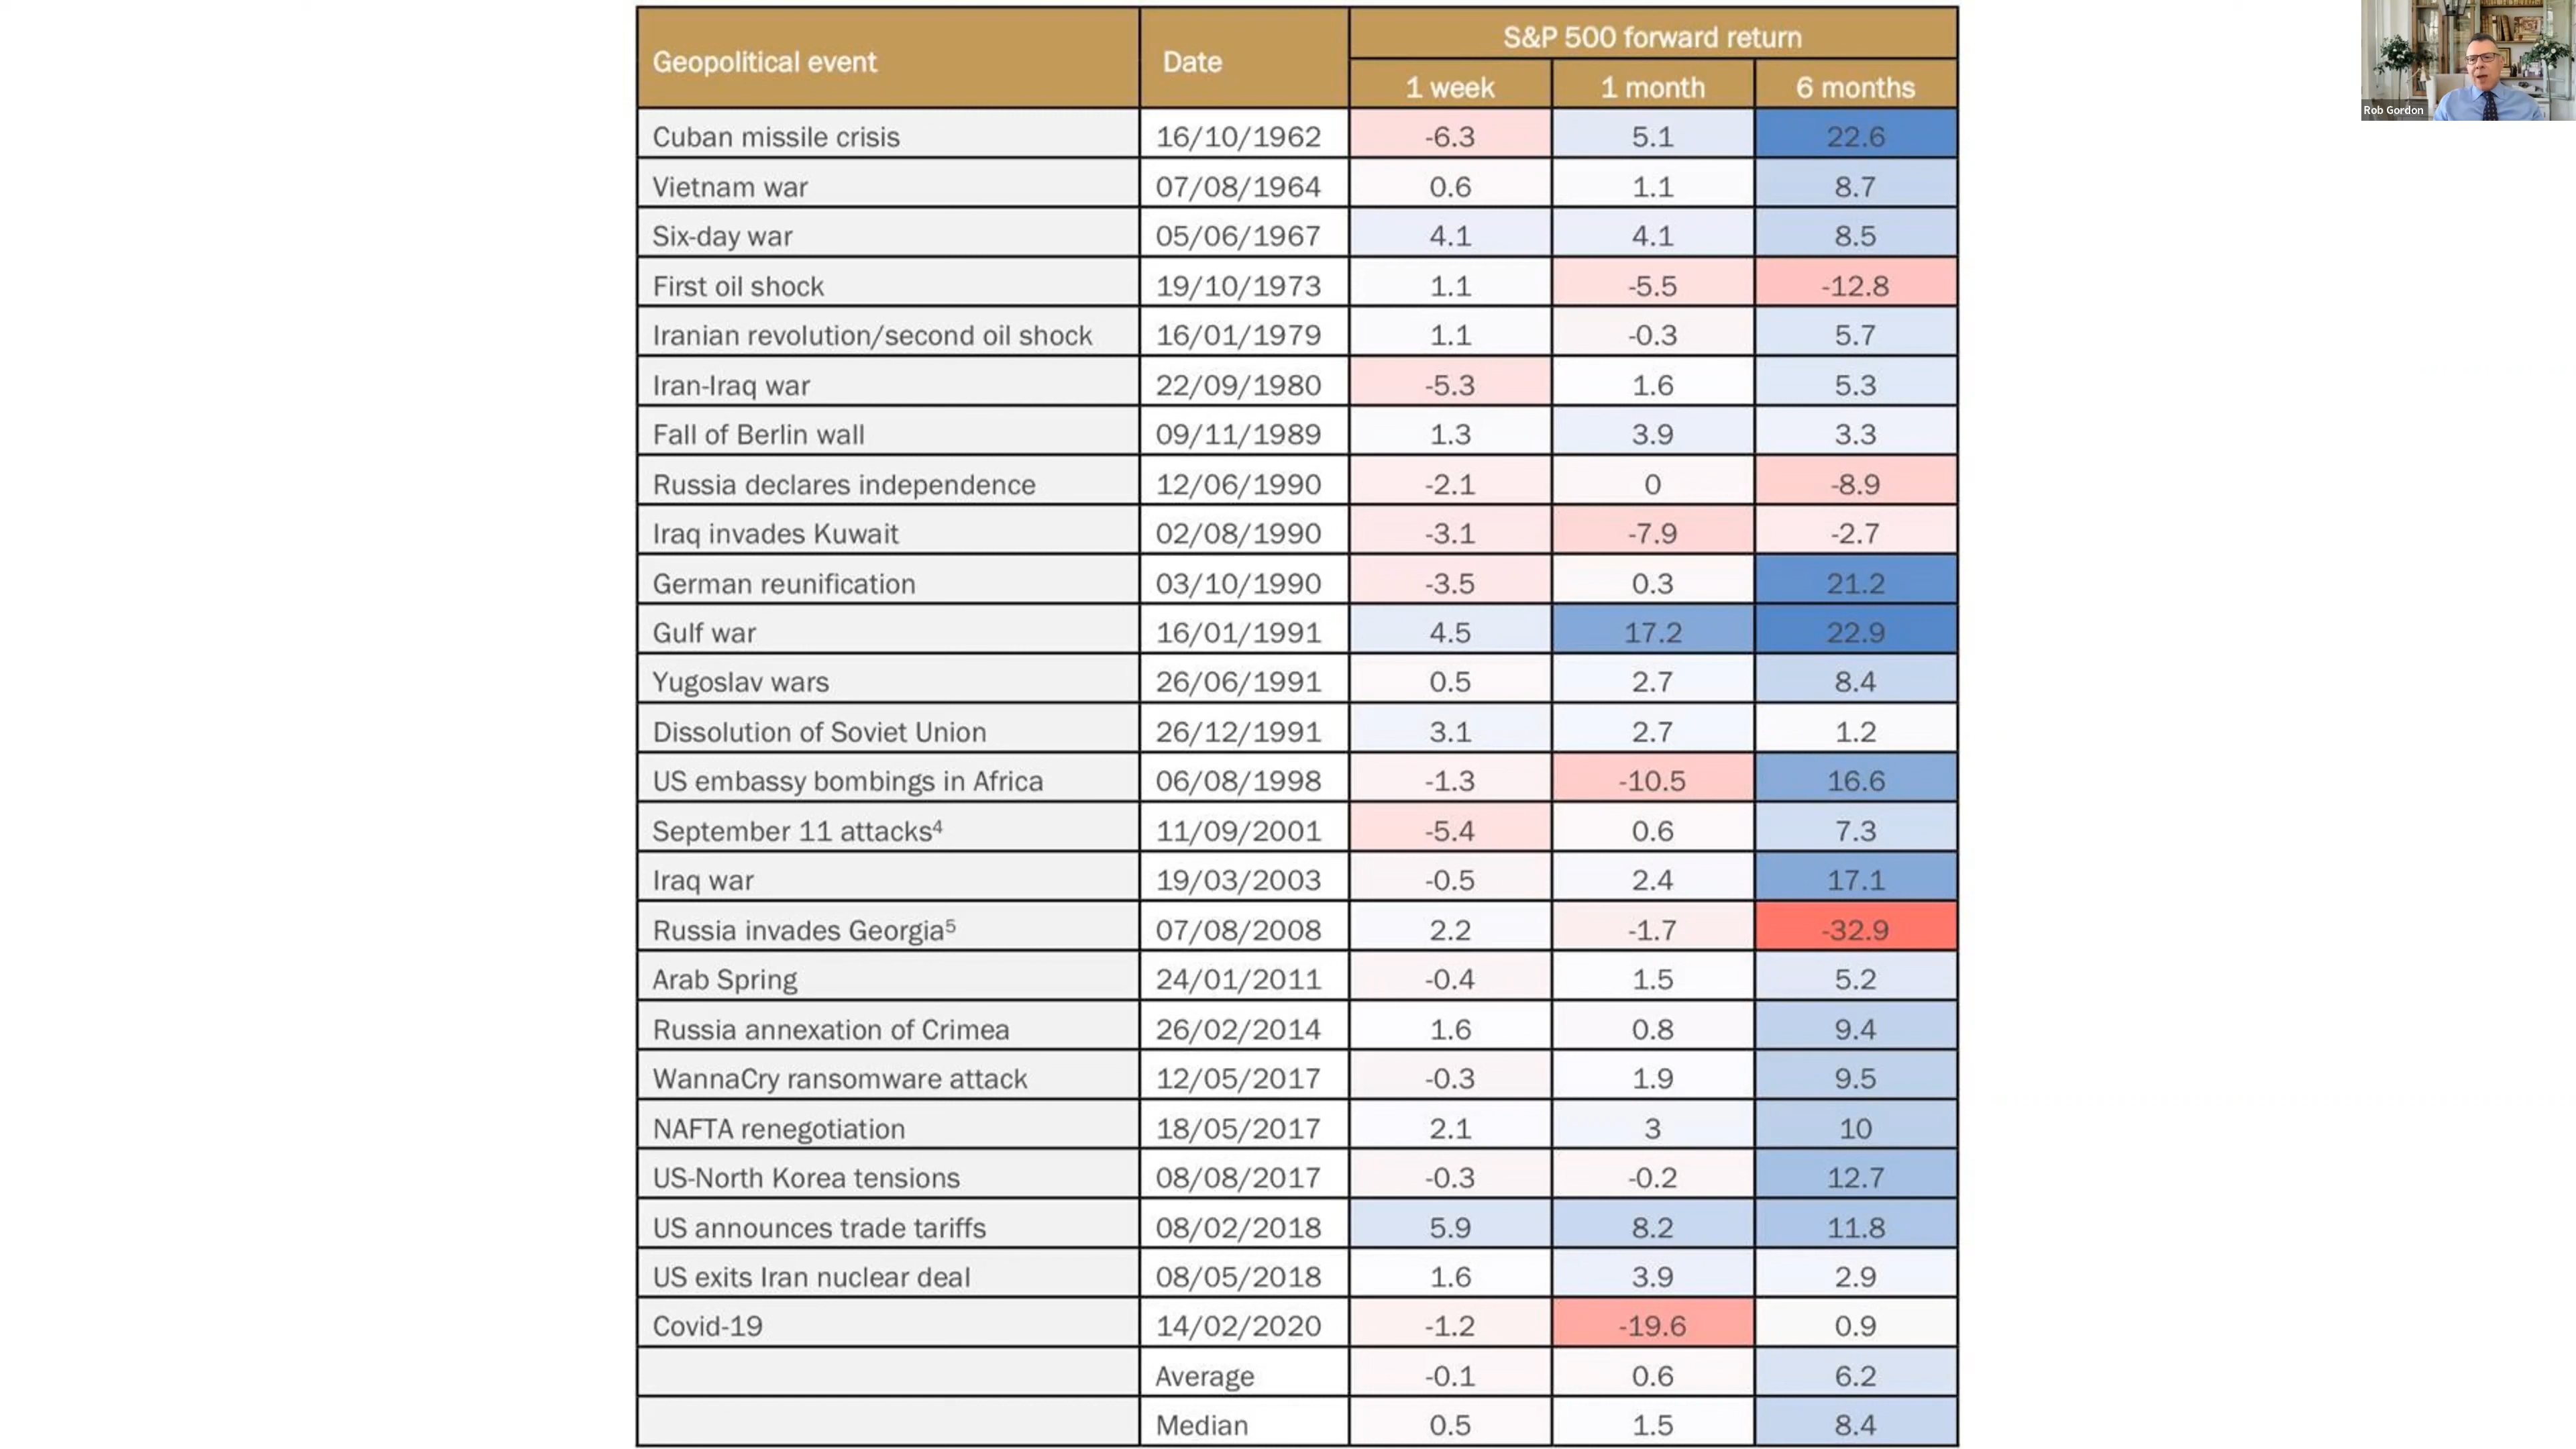 Geopolitical event Date S&P 500 forward return
1 week 1 month 6 months
Cuban missile crisis 16/10/1962 -6.3 5.1 22.6
Vietnam war 07/08/1964 0.6 1.1 8.7
Six-day war 05/06/1967 4.1 4.1 8.5
First oil shock 19/10/1973 1.1 -5.5 -12.8
Iranian revolution/second oil shock 16/01/1979 1.1 -0.3 5.7
Iran-Iraq war 22/09/1980 -5.3 1.6 5.3
Fall of Berlin wall 09/11/1989 1.3 3.9 3.3
Russia declares independence 12/06/1990 -2.1 0 -8.9
Iraq invades Kuwait 02/08/1990 -3.1 -7.9 -2.7
German reunification 03/10/1990 -3.5 0.3 21.2
Gulf war 16/01/1991 4.5 17.2 22.9
Yugoslav wars 26/06/1991 0.5 2.7 8.4
Dissolution of Soviet Union 26/12/1991 3.1 2.7 1.2
US embassy bombings in Africa 06/08/1998 -1.3 -10.5 16.6
September 11 attacks⁴ 11/09/2001 -5.4 0.6 7.3
Iraq war 19/03/2003 -0.5 2.4 17.1
Russia invades Georgia⁵ 07/08/2008 2.2 -1.7 -32.9
Arab Spring 24/01/2011 -0.4 1.5 5.2
Russia annexation of Crimea 26/02/2014 1.6 0.8 9.4
WannaCry ransomware attack 12/05/2017 -0.3 1.9 9.5
NAFTA renegotiation 18/05/2017 2.1 3 10
US-North Korea tensions 08/08/2017 -0.3 -0.2 12.7
US announces trade tariffs 08/02/2018 5.9 8.2 11.8
US exits Iran nuclear deal 08/05/2018 1.6 3.9 2.9
Covid-19 14/02/2020 -1.2 -19.6 0.9
Average -0.1 0.6 6.2
Median 0.5 1.5 8.4
Rob Gordon